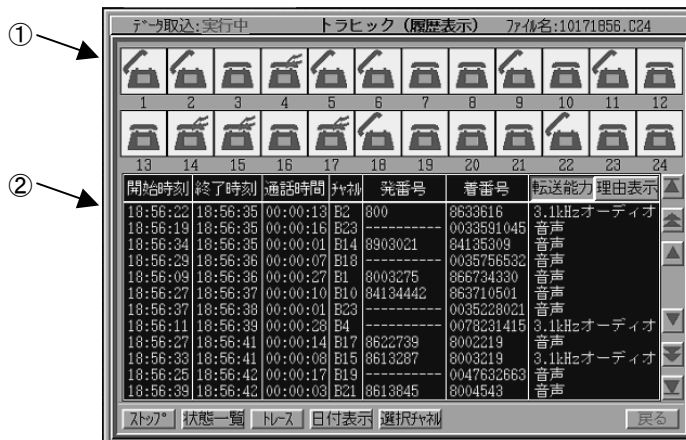 ①
②
データ取込:実行中 トラヒック (履歴表示) ファイル名:10171856.C24
1 2 3 4 5 6 7 8 9 10 11 12
13 14 15 16 17 18 19 20 21 22 23 24
開始時刻 終了時刻 通話時間 チャネル 発番号 着番号 転送能力 理由表示
18:56:22 18:56:35 00:00:13 B2 800 8633616 3.1kHzオーディオ
18:56:19 18:56:35 00:00:16 B23 ---------- 0033591045 音声
18:56:34 18:56:35 00:00:01 B14 8903021 84135309 音声
18:56:29 18:56:36 00:00:07 B18 ---------- 0035756532 音声
18:56:09 18:56:36 00:00:27 B1 8003275 866734330 音声
18:56:27 18:56:37 00:00:10 B10 84134442 863710501 音声
18:56:37 18:56:38 00:00:01 B23 ---------- 0035228021 音声
18:56:11 18:56:39 00:00:28 B4 ---------- 0078231415 3.1kHzオーディオ
18:56:27 18:56:41 00:00:14 B17 8622739 8002219 音声
18:56:33 18:56:41 00:00:08 B15 8613287 8003219 3.1kHzオーディオ
18:56:25 18:56:42 00:00:17 B19 ---------- 0047632663 音声
18:56:39 18:56:42 00:00:03 B21 8613845 8004543 音声
ストップ 状態一覧 トレース 日付表示 選択チャネル 戻る